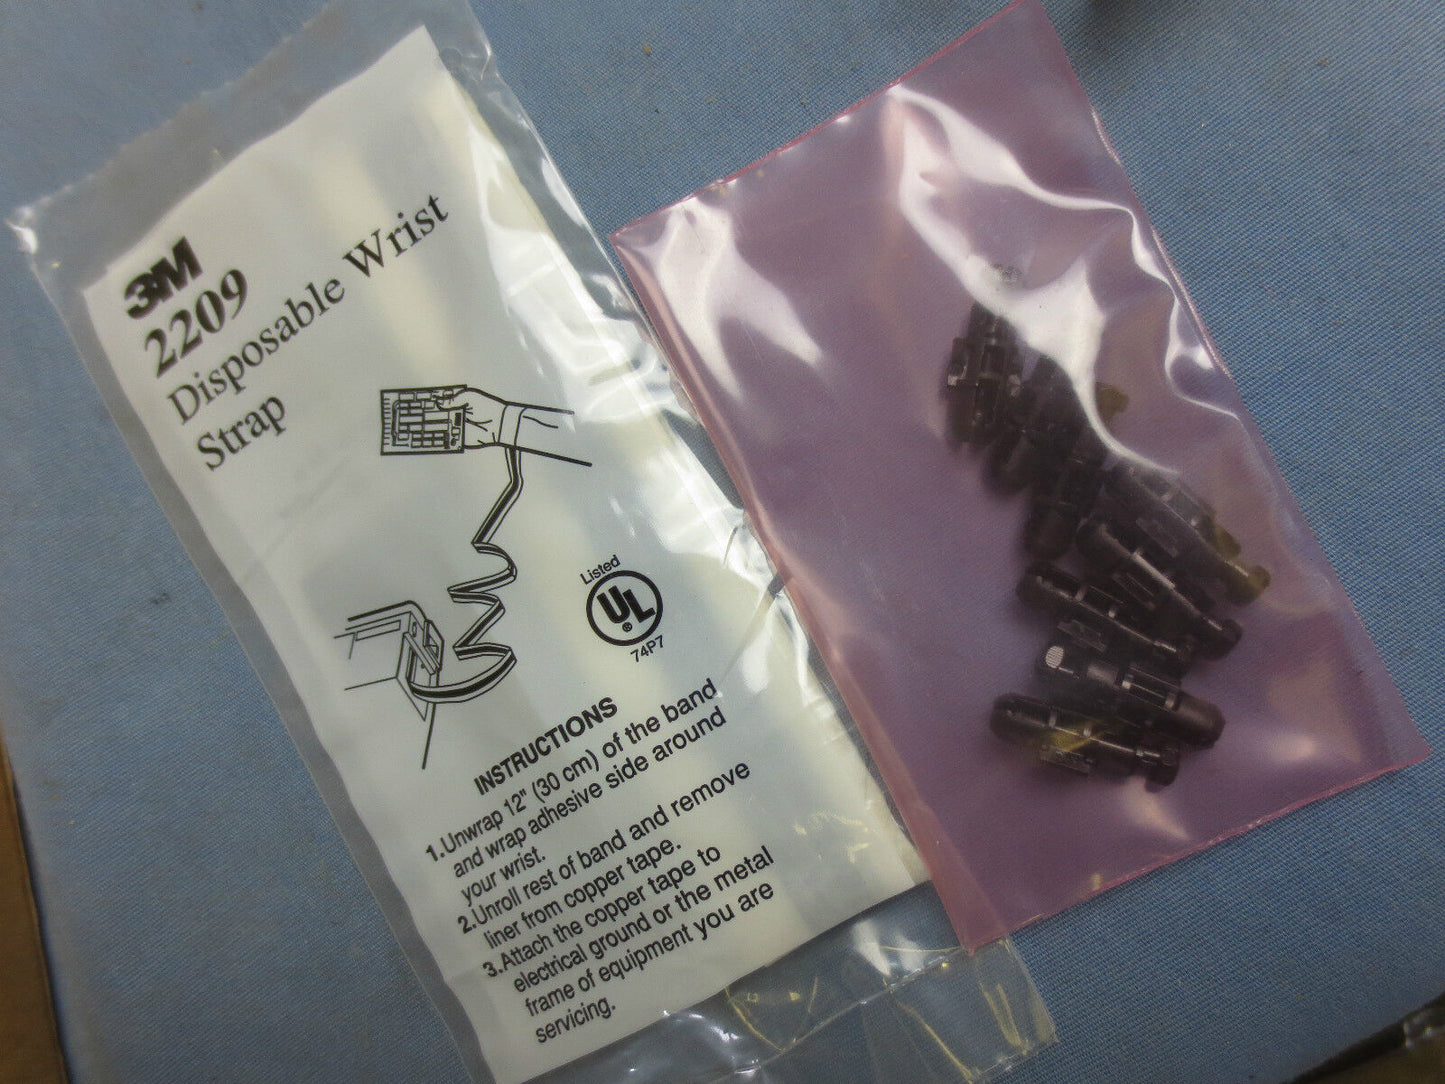 3M
2209
Disposable Wrist
Strap
Listed
UL
®
74P7
INSTRUCTIONS
1.Unwrap 12" (30 cm) of the band
and wrap adhesive side around
your wrist.
2.Unroll rest of band and remove
liner from copper tape.
3.Attach the copper tape to
electrical ground or the metal
frame of equipment you are
servicing.